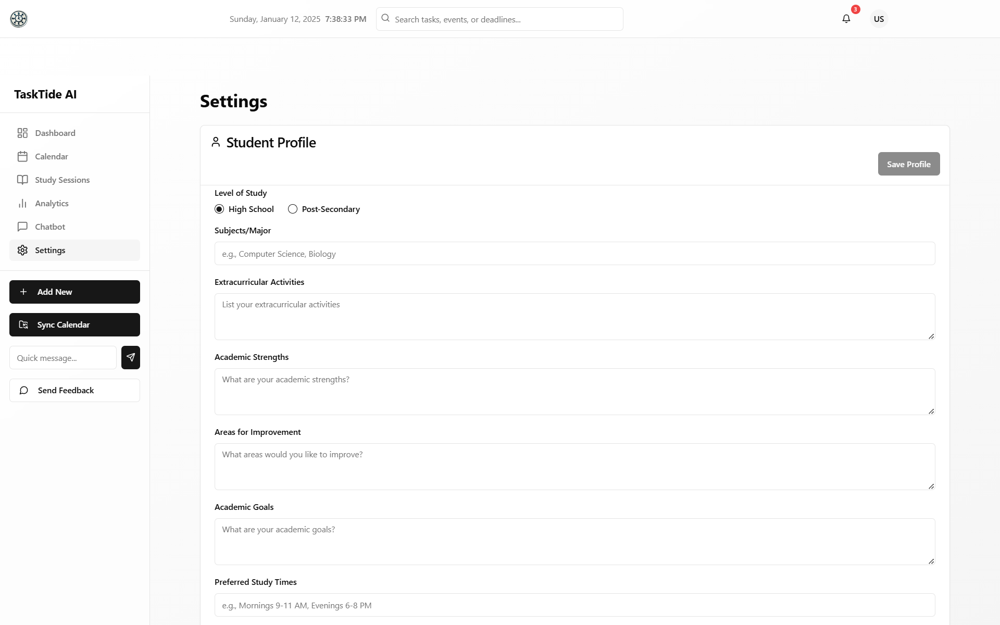 Sunday, January 12, 2025 7:38:33 PM
Search tasks, events, or deadlines...
3
US
TaskTide AI
Dashboard
Calendar
Study Sessions
Analytics
Chatbot
Settings
Add New
Sync Calendar
Quick message...
Send Feedback
Settings
Student Profile
Save Profile
Level of Study
High School Post-Secondary
Subjects/Major
e.g., Computer Science, Biology
Extracurricular Activities
List your extracurricular activities
Academic Strengths
What are your academic strengths?
Areas for Improvement
What areas would you like to improve?
Academic Goals
What are your academic goals?
Preferred Study Times
e.g., Mornings 9-11 AM, Evenings 6-8 PM